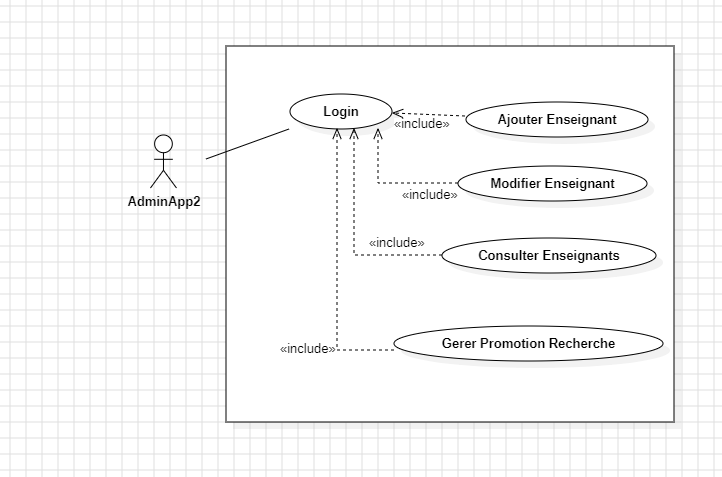 Login
Ajouter Enseignant
«include»
Modifier Enseignant
«include»
AdminApp2
«include»
Consulter Enseignants
Gerer Promotion Recherche
«include»